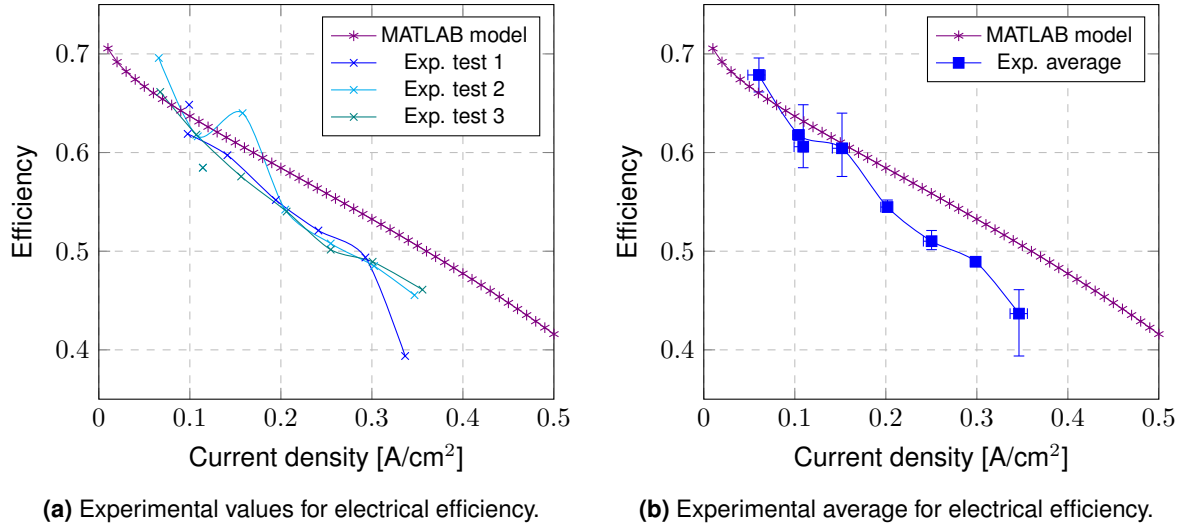 MATLAB model
Exp. test 1
Exp. test 2
Exp. test 3
0.7
0.6
0.5
0.4
Efficiency
0 0.1 0.2 0.3 0.4 0.5
Current density [A/cm²]
(a) Experimental values for electrical efficiency.
MATLAB model
Exp. average
0.7
0.6
0.5
0.4
Efficiency
0 0.1 0.2 0.3 0.4 0.5
Current density [A/cm²]
(b) Experimental average for electrical efficiency.